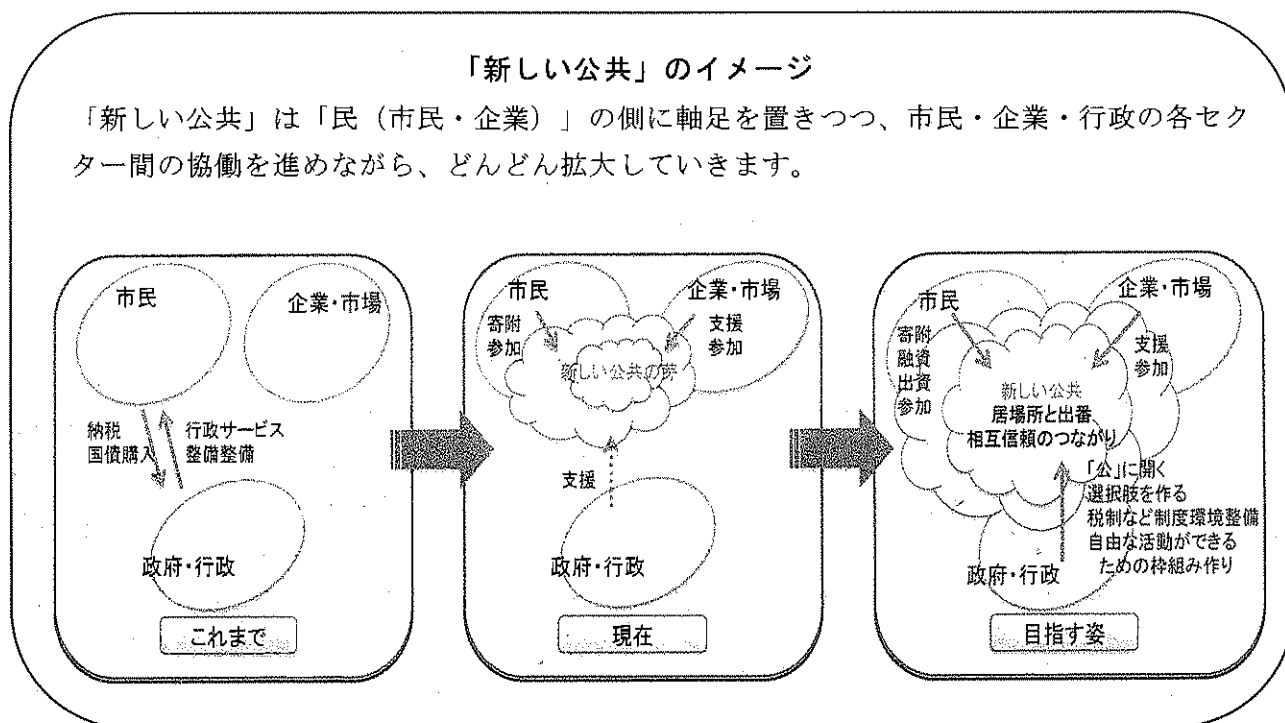 「新しい公共」のイメージ
「新しい公共」は「民（市民・企業）」の側に軸足を置きつつ、市民・企業・行政の各セク
ター間の協働を進めながら、どんどん拡大していきます。
市民
企業・市場
納税
国債購入
行政サービス
整備整備
政府・行政
これまで
市民
企業・市場
寄附
参加
支援
参加
新しい公共の芽
支援
政府・行政
現在
市民
企業・市場
寄附
融資
出資
参加
支援
参加
新しい公共
居場所と出番
相互信頼のつながり
「公」に開く
選択肢を作る
税制など制度環境整備
自由な活動ができる
ための枠組み作り
政府・行政
目指す姿